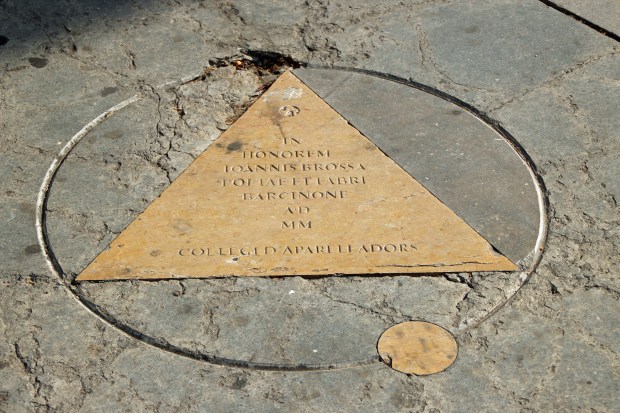 IN
HONOREM
IOANNIS BROSSA
POETAE ET FABRI
BARCINONE
AD
MM
COLLEGI D'APARELLADORS